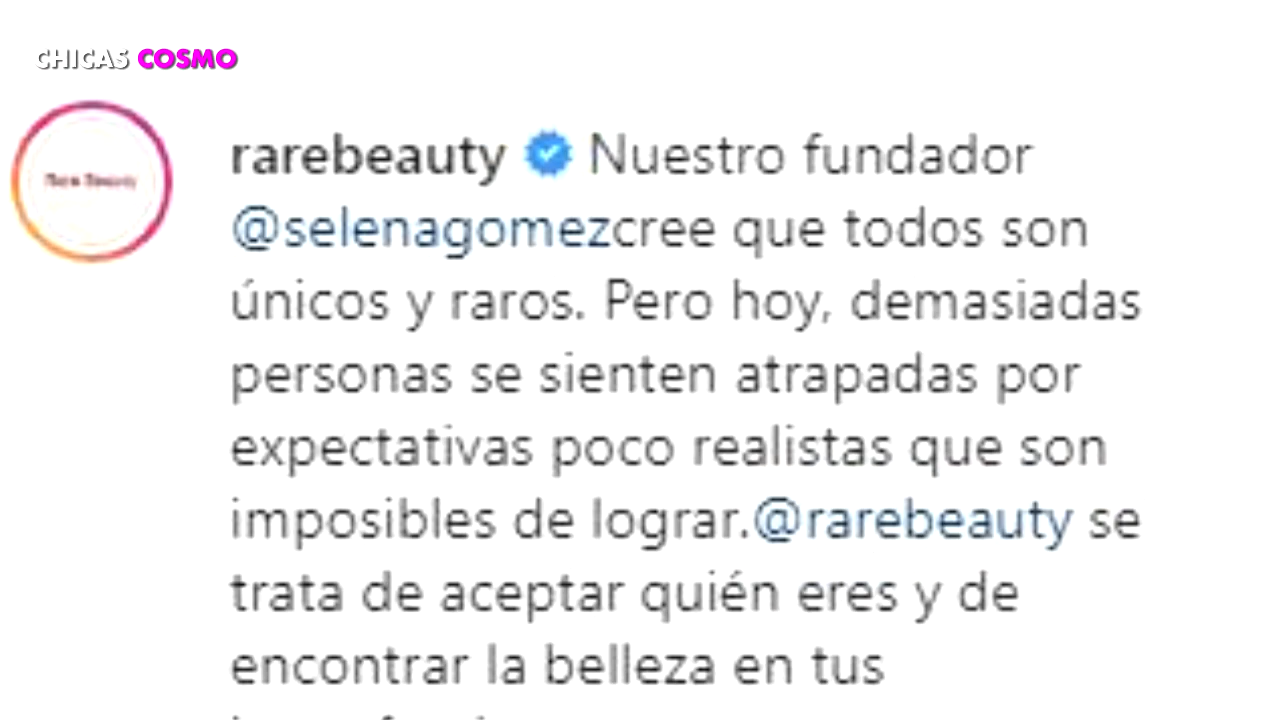 CHICAS COSMO
rarebeauty Nuestro fundador
@selenagomezcree que todos son
únicos y raros. Pero hoy, demasiadas
personas se sienten atrapadas por
expectativas poco realistas que son
imposibles de lograr.@rarebeauty se
trata de aceptar quién eres y de
encontrar la belleza en tus